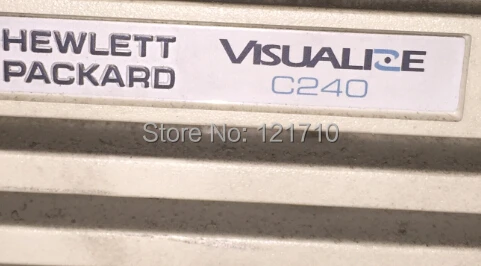 HEWLETT
PACKARD
VISUALIZE
C240
Store No: 121710